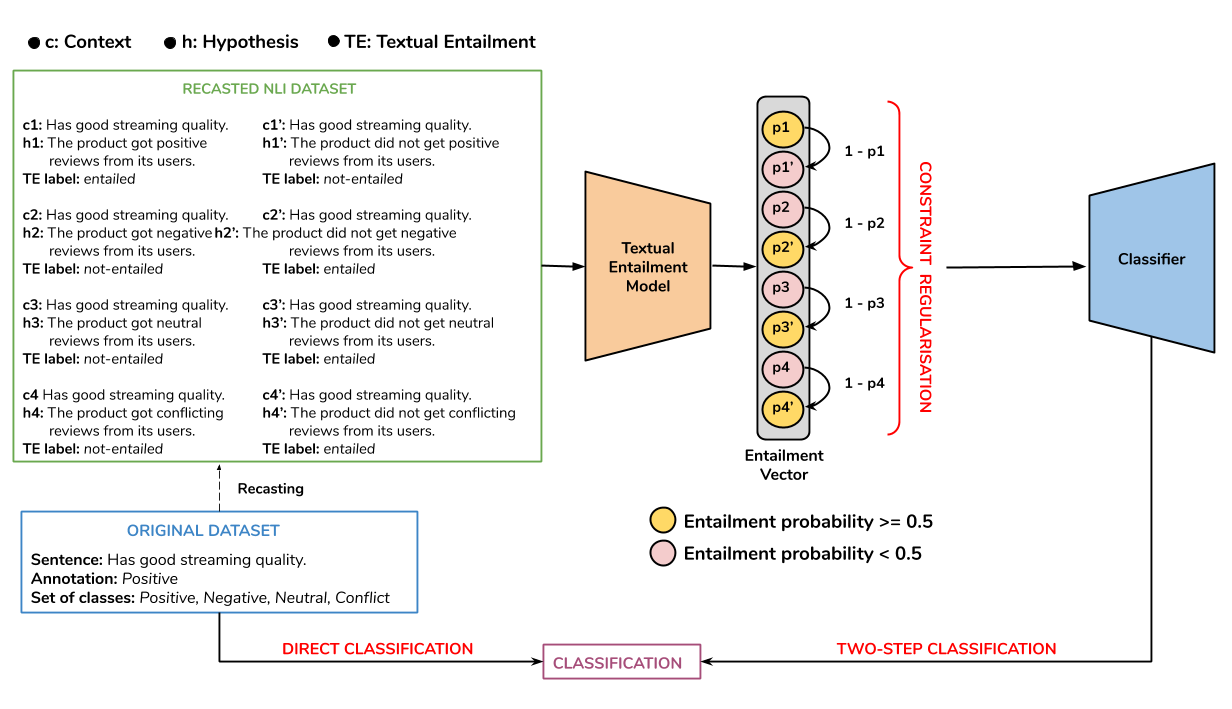 c: Context h: Hypothesis TE: Textual Entailment
RECASTED NLI DATASET
c1: Has good streaming quality.
h1: The product got positive
reviews from its users.
TE label: entailed
c1’: Has good streaming quality.
h1’: The product did not get positive
reviews from its users.
TE label: not-entailed
c2: Has good streaming quality.
h2: The product got negative
reviews from its users.
TE label: not-entailed
c2’: Has good streaming quality.
h2’: The product did not get negative
reviews from its users.
TE label: entailed
c3: Has good streaming quality.
h3: The product got neutral
reviews from its users.
TE label: not-entailed
c3’: Has good streaming quality.
h3’: The product did not get neutral
reviews from its users.
TE label: entailed
c4 Has good streaming quality.
h4: The product got conflicting
reviews from its users.
TE label: not-entailed
c4’: Has good streaming quality.
h4’: The product did not get conflicting
reviews from its users.
TE label: entailed
Recasting
ORIGINAL DATASET
Sentence: Has good streaming quality.
Annotation: Positive
Set of classes: Positive, Negative, Neutral, Conflict
Textual
Entailment
Model
p1
p1’
p2
p2’
p3
p3’
p4
p4’
1 - p1
1 - p2
1 - p3
1 - p4
Entailment
Vector
CONSTRAINT REGULARISATION
Classifier
Entailment probability >= 0.5
Entailment probability < 0.5
DIRECT CLASSIFICATION
CLASSIFICATION
TWO-STEP CLASSIFICATION